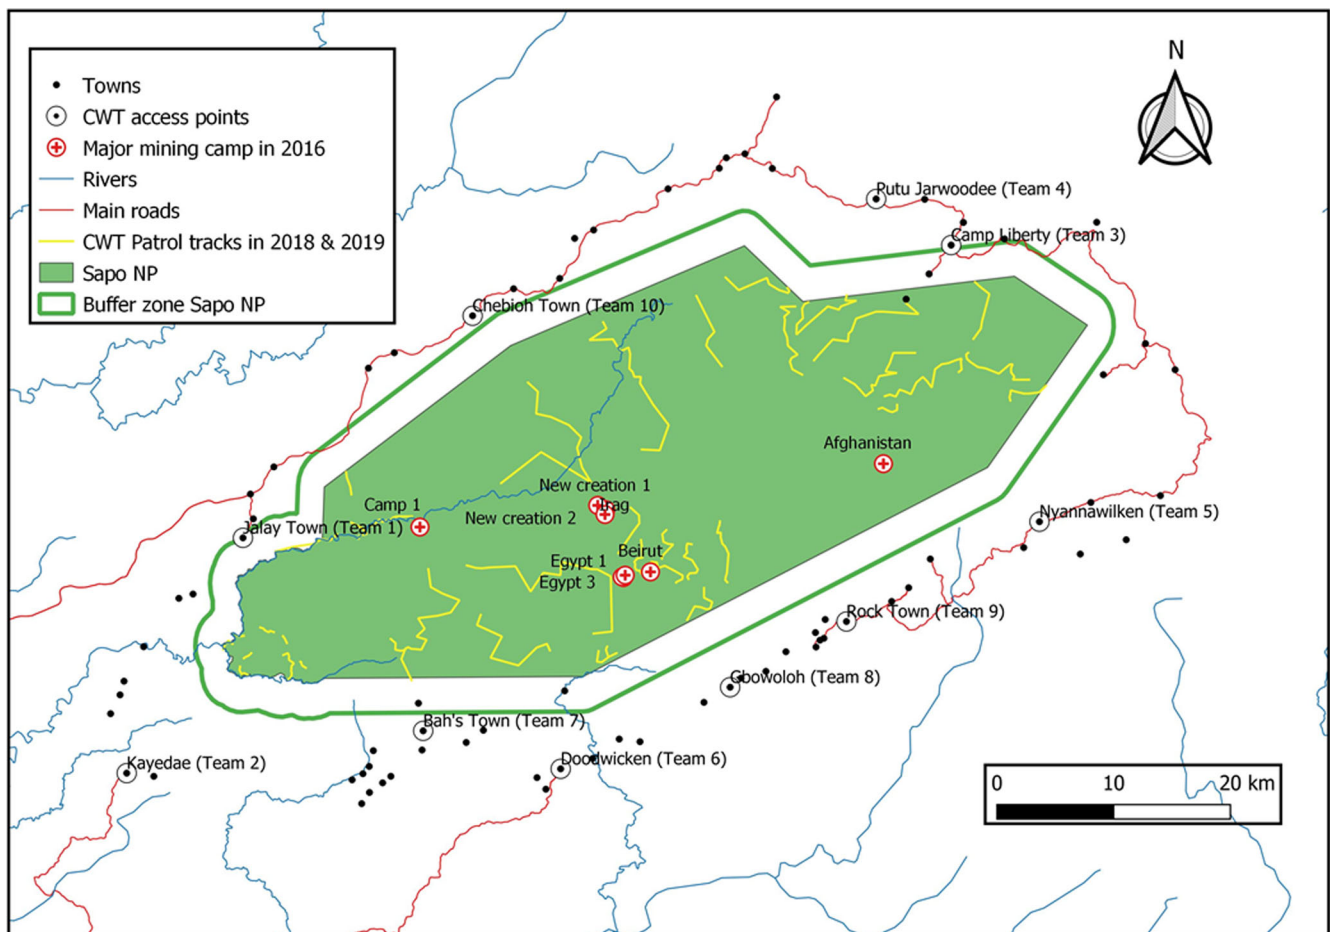 N
Towns
CWT access points
Major mining camp in 2016
Rivers
Main roads
CWT Patrol tracks in 2018 & 2019
Sapo NP
Buffer zone Sapo NP
Putu Jarwoodee (Team 4)
Camp Liberty (Team 3)
Chebioh Town (Team 10)
Afghanistan
New creation 1
Camp 1
Irag
New creation 2
Nyannawilken (Team 5)
Jalay Town (Team 1)
Beirut
Egypt 1
Egypt 3
Rock Town (Team 9)
Gbowoloh (Team 8)
Bah's Town (Team 7)
Doodwicken (Team 6)
Kayedae (Team 2)
0 10 20 km